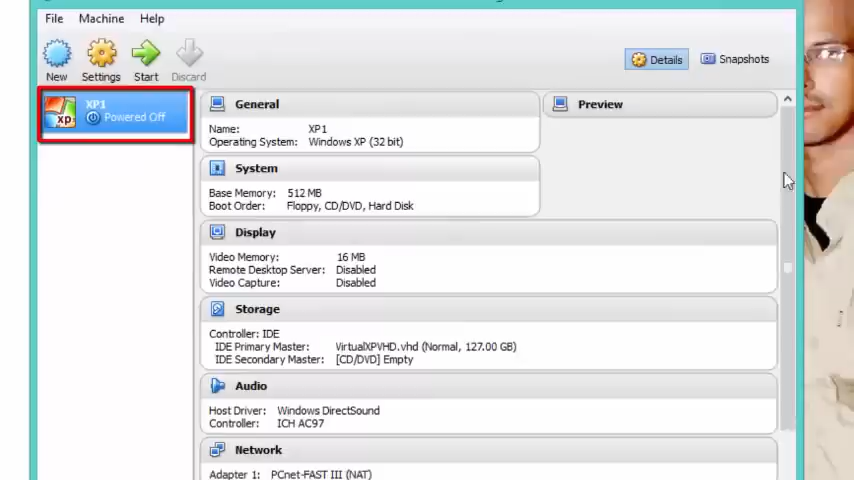 File Machine Help
New Settings Start Discard
Details Snapshots
XP1
Powered Off
xp
General
Name: XP1
Operating System: Windows XP (32 bit)
Preview
System
Base Memory: 512 MB
Boot Order: Floppy, CD/DVD, Hard Disk
Display
Video Memory: 16 MB
Remote Desktop Server: Disabled
Video Capture: Disabled
Storage
Controller: IDE
IDE Primary Master: VirtualXPVHD.vhd (Normal, 127.00 GB)
IDE Secondary Master: [CD/DVD] Empty
Audio
Host Driver: Windows DirectSound
Controller: ICH AC97
Network
Adapter 1: PCnet-FAST III (NAT)